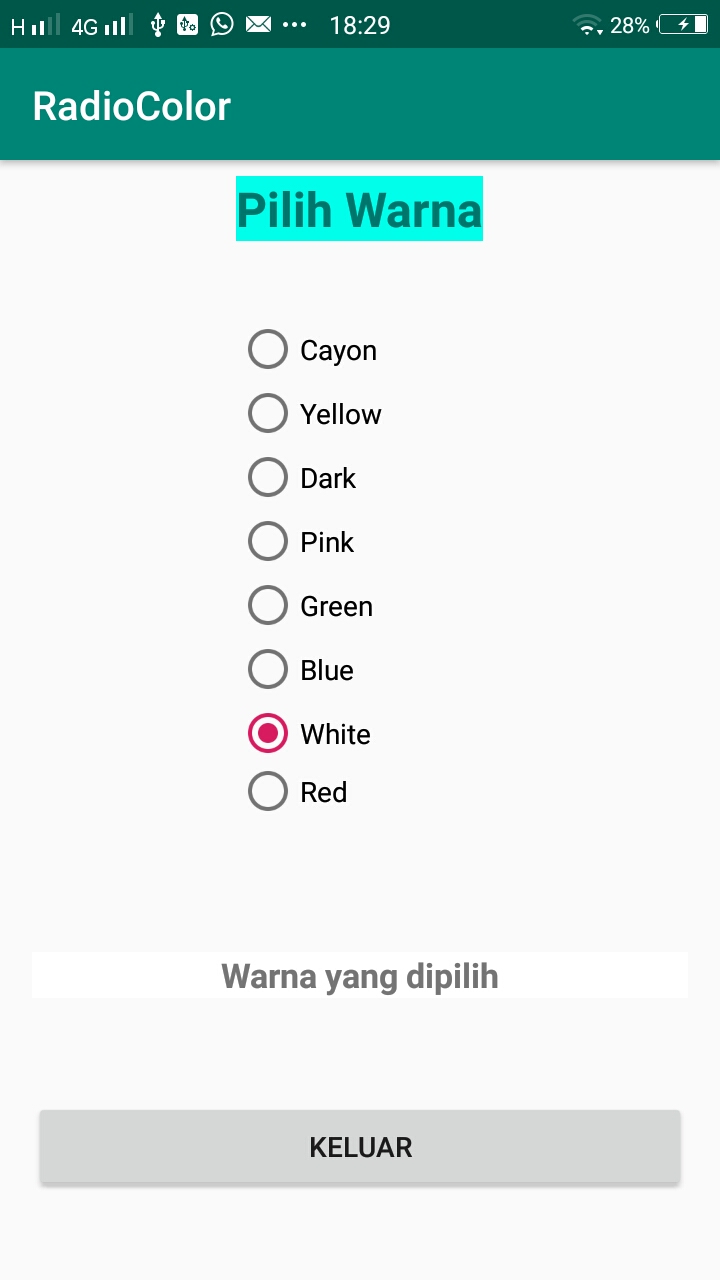 H 4G 18:29 28%
RadioColor
Pilih Warna
Cayon
Yellow
Dark
Pink
Green
Blue
White
Red
Warna yang dipilih
KELUAR